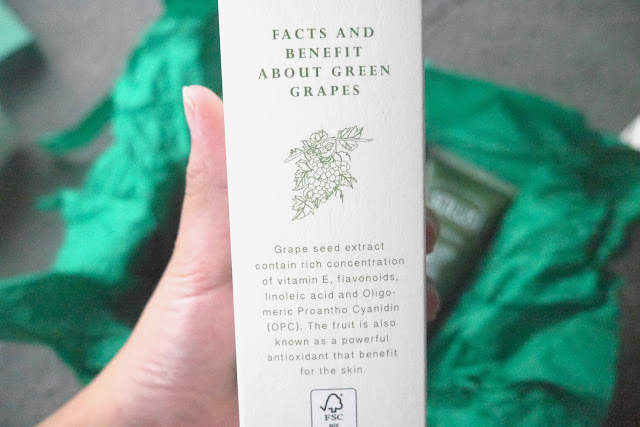 FACTS AND
BENEFIT
ABOUT GREEN
GRAPES
Grape seed extract
contain rich concentration
of vitamin E, flavonoids,
linoleic acid and Oligo-
meric Proantho Cyanidin
(OPC). The fruit is also
known as a powerful
antioxidant that benefit
for the skin.
FSC
MIX